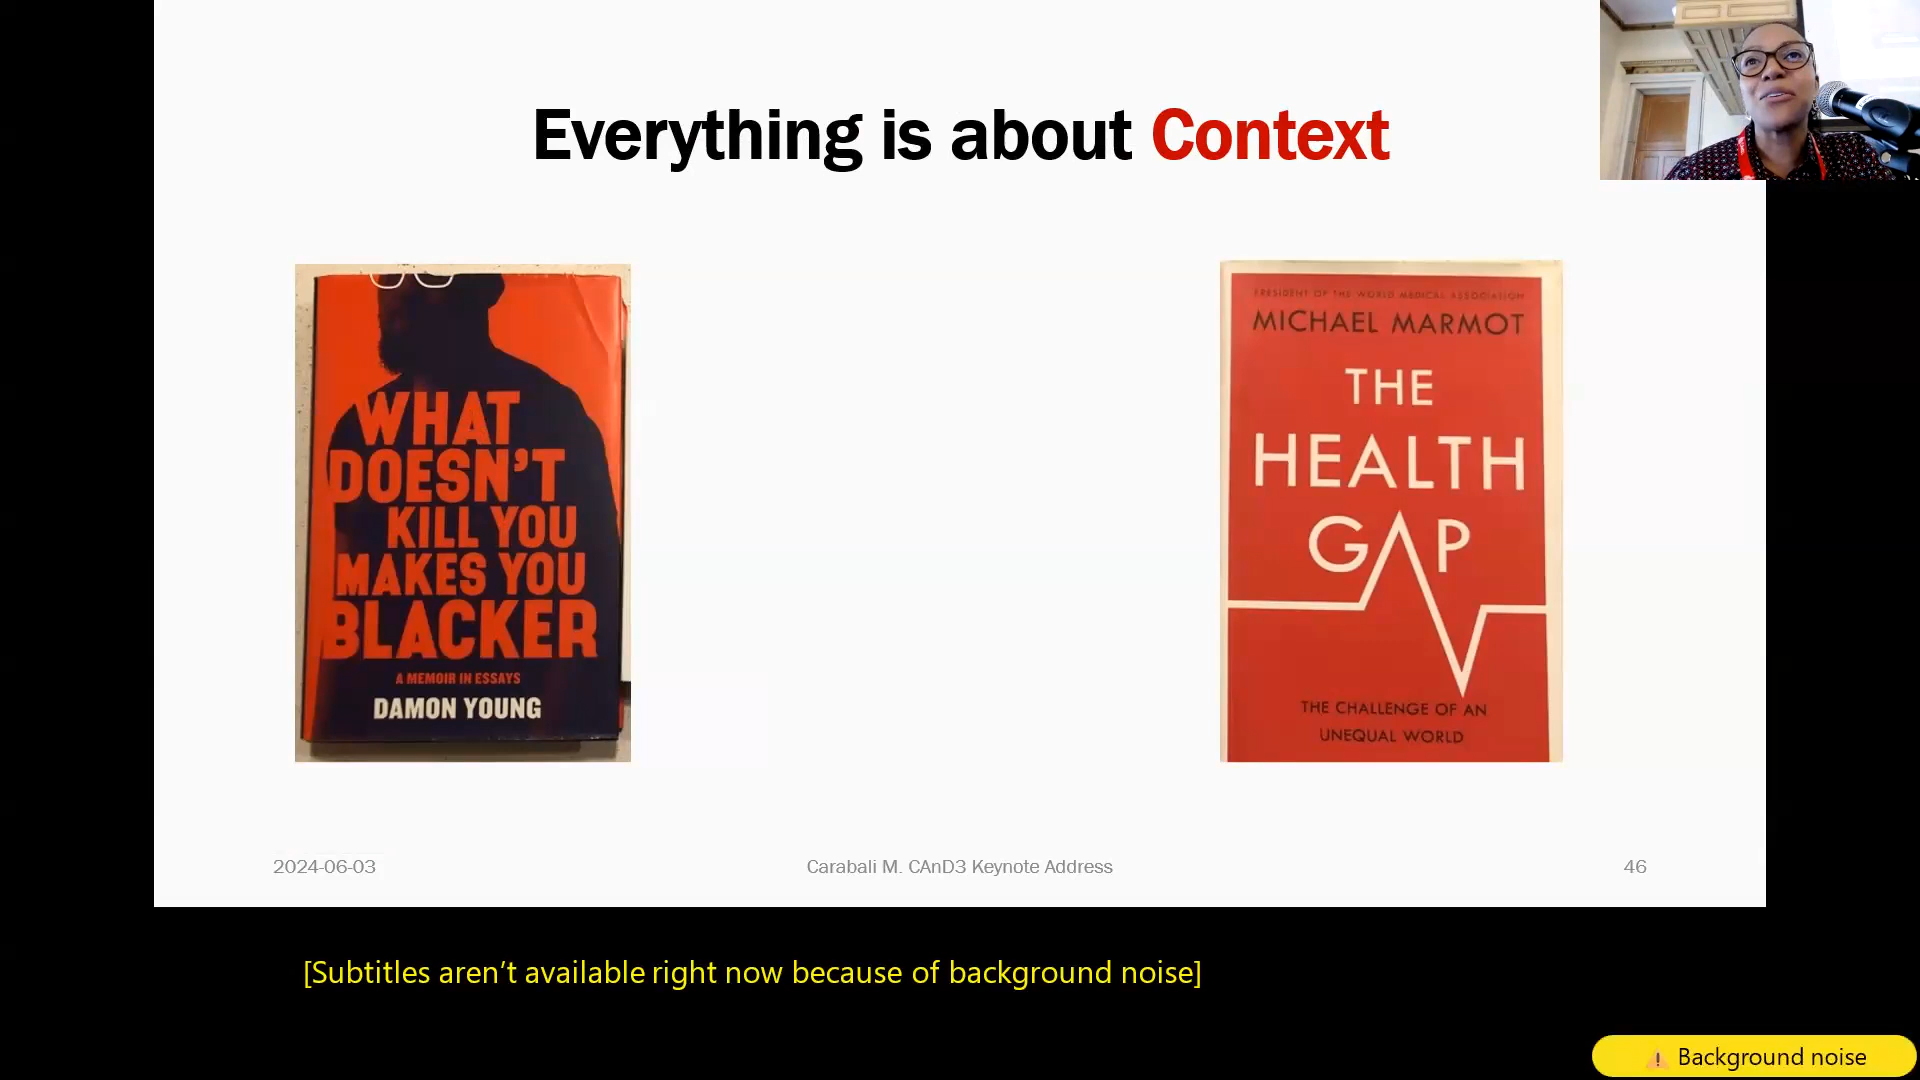 Everything is about Context
WHAT
DOESN'T
KILL YOU
MAKES YOU
BLACKER
A MEMOIR IN ESSAYS
DAMON YOUNG
PRESIDENT OF THE WORLD MEDICAL ASSOCIATION
MICHAEL MARMOT
THE
HEALTH
GAP
THE CHALLENGE OF AN
UNEQUAL WORLD
2024-06-03
Carabali M. CAnD3 Keynote Address
46
[Subtitles aren't available right now because of background noise]
Background noise